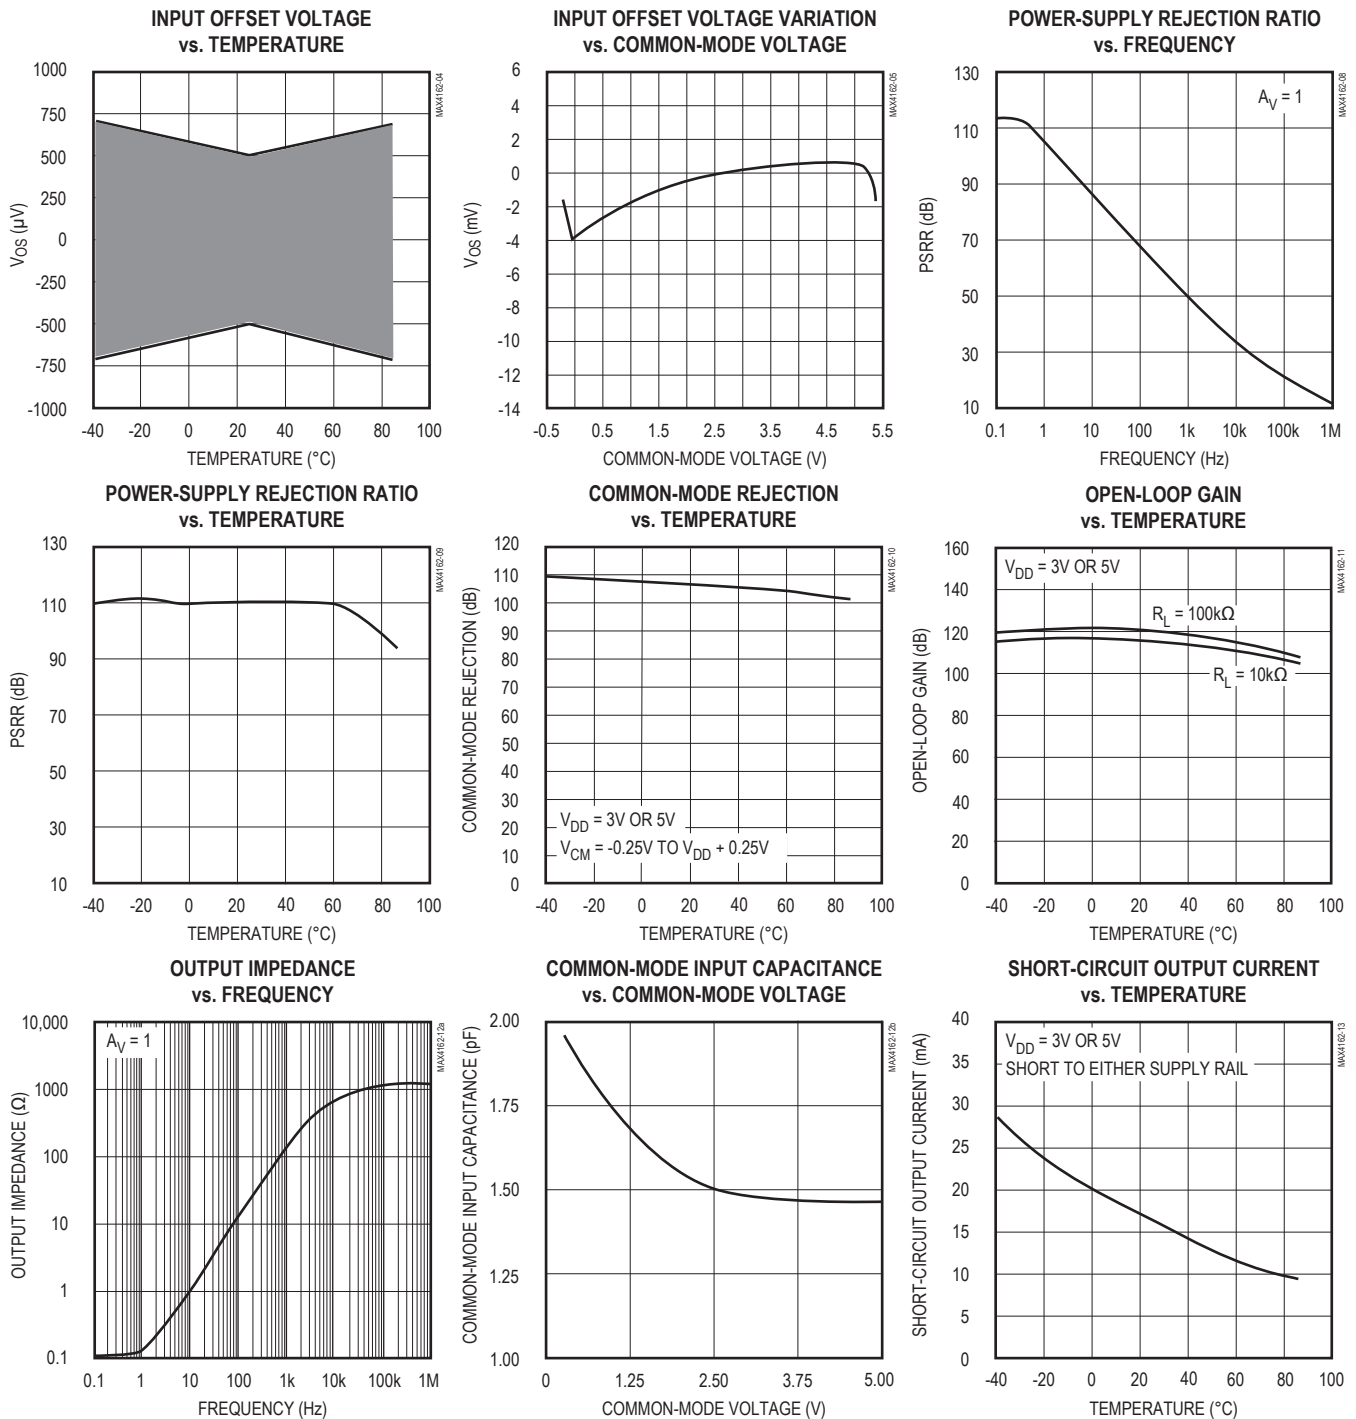 INPUT OFFSET VOLTAGE
vs. TEMPERATURE
1000
750
500
250
0
-250
-500
-750
-1000
VOS (µV)
-40 -20 0 20 40 60 80 100
TEMPERATURE (°C)
MAX4162-04
INPUT OFFSET VOLTAGE VARIATION
vs. COMMON-MODE VOLTAGE
6
4
2
0
-2
-4
-6
-8
-10
-12
-14
VOS (mV)
-0.5 0.5 1.5 2.5 3.5 4.5 5.5
COMMON-MODE VOLTAGE (V)
MAX4162-05
POWER-SUPPLY REJECTION RATIO
vs. FREQUENCY
130
110
90
70
50
30
10
PSRR (dB)
AV = 1
0.1 1 10 100 1k 10k 100k 1M
FREQUENCY (Hz)
MAX4162-08
POWER-SUPPLY REJECTION RATIO
vs. TEMPERATURE
130
110
90
70
50
30
10
PSRR (dB)
-40 -20 0 20 40 60 80 100
TEMPERATURE (°C)
MAX4162-09
COMMON-MODE REJECTION
vs. TEMPERATURE
120
110
100
90
80
70
60
50
40
30
20
10
0
COMMON-MODE REJECTION (dB)
VDD = 3V OR 5V
VCM = -0.25V TO VDD + 0.25V
-40 -20 0 20 40 60 80 100
TEMPERATURE (°C)
MAX4162-10
OPEN-LOOP GAIN
vs. TEMPERATURE
160
140
120
100
80
60
40
20
0
OPEN-LOOP GAIN (dB)
VDD = 3V OR 5V
RL = 100kΩ
RL = 10kΩ
-40 -20 0 20 40 60 80 100
TEMPERATURE (°C)
MAX4162-11
OUTPUT IMPEDANCE
vs. FREQUENCY
10,000
1000
100
10
1
0.1
OUTPUT IMPEDANCE (Ω)
AV = 1
0.1 1 10 100 1k 10k 100k 1M
FREQUENCY (Hz)
MAX4162-12a
COMMON-MODE INPUT CAPACITANCE
vs. COMMON-MODE VOLTAGE
2.00
1.75
1.50
1.25
1.00
COMMON-MODE INPUT CAPACITANCE (pF)
0 1.25 2.50 3.75 5.00
COMMON-MODE VOLTAGE (V)
MAX4162-12b
SHORT-CIRCUIT OUTPUT CURRENT
vs. TEMPERATURE
40
35
30
25
20
15
10
5
0
SHORT-CIRCUIT OUTPUT CURRENT (mA)
VDD = 3V OR 5V
SHORT TO EITHER SUPPLY RAIL
-40 -20 0 20 40 60 80 100
TEMPERATURE (°C)
MAX4162-13